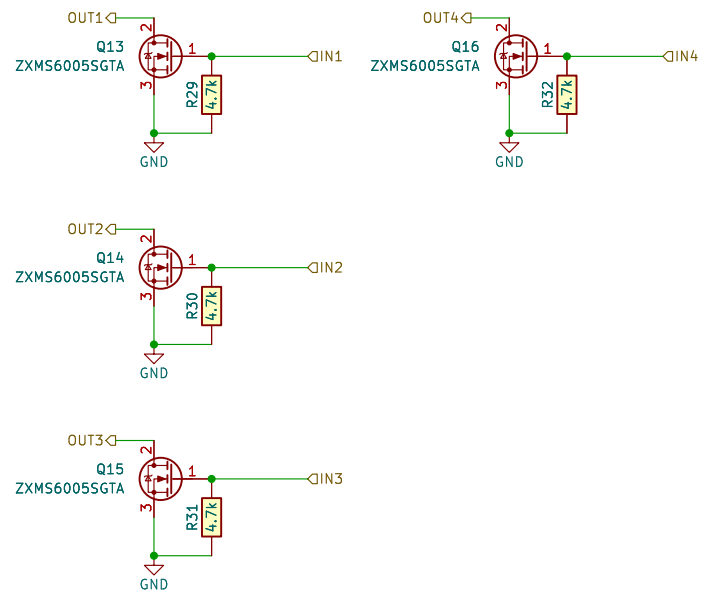 OUT1
2
Q13
ZXMS6005SGTA
1
IN1
3
R29
4.7k
GND
OUT4
2
Q16
ZXMS6005SGTA
1
IN4
3
R32
4.7k
GND
OUT2
2
Q14
ZXMS6005SGTA
1
IN2
3
R30
4.7k
GND
OUT3
2
Q15
ZXMS6005SGTA
1
IN3
3
R31
4.7k
GND